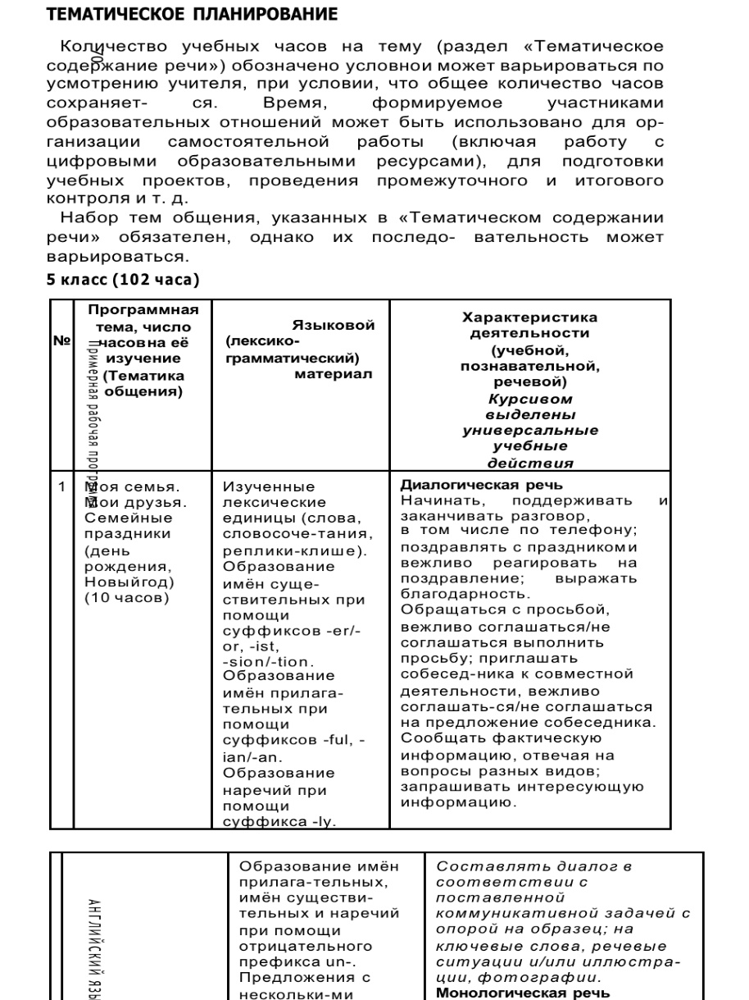 ТЕМАТИЧЕСКОЕ ПЛАНИРОВАНИЕ
Количество учебных часов на тему (раздел «Тематическое
содержание речи») обозначено условнои может варьироваться по
усмотрению учителя, при условии, что общее количество часов
сохраняет- ся. Время, формируемое участниками
образовательных отношений может быть использовано для ор-
ганизации самостоятельной работы (включая работу с
цифровыми образовательными ресурсами), для подготовки
учебных проектов, проведения промежуточного и итогового
контроля и т. д.
Набор тем общения, указанных в «Тематическом содержании
речи» обязателен, однако их последо- вательность может
варьироваться.
70
5 класс (102 часа)
№
Программная
тема, число
часовна её
изучение
(Тематика
общения)
Языковой
(лексико-
грамматический)
материал
Характеристика
деятельности
(учебной,
познавательной,
речевой)
Курсивом
выделены
универсальные
учебные
действия
Примерная рабочая программа
1
Моя семья.
Мои друзья.
Семейные
праздники
(день
рождения,
Новыйгод)
(10 часов)
Изученные
лексические
единицы (слова,
словосоче-тания,
реплики-клише).
Образование
имён суще-
ствительных при
помощи
суффиксов -er/-
or, -ist,
-sion/-tion.
Образование
имён прилага-
тельных при
помощи
суффиксов -ful, -
ian/-an.
Образование
наречий при
помощи
суффикса -ly.
Диалогическая речь
Начинать, поддерживать и
заканчивать разговор,
в том числе по телефону;
поздравлять с праздникоми
вежливо реагировать на
поздравление; выражать
благодарность.
Обращаться с просьбой,
вежливо соглашаться/не
соглашаться выполнить
просьбу; приглашать
собесед-ника к совместной
деятельности, вежливо
соглашать-ся/не соглашаться
на предложение собеседника.
Сообщать фактическую
информацию, отвечая на
вопросы разных видов;
запрашивать интересующую
информацию.
АНГЛИЙСКИЙ ЯЗЫ
Образование имён
прилага-тельных,
имён существи-
тельных и наречий
при помощи
отрицательного
префикса un-.
Предложения с
нескольки-ми
Составлять диалог в
соответствии с
поставленной
коммуникативной задачей с
опорой на образец; на
ключевые слова, речевые
ситуации и/или иллюстра-
ции, фотографии.
Монологическая речь